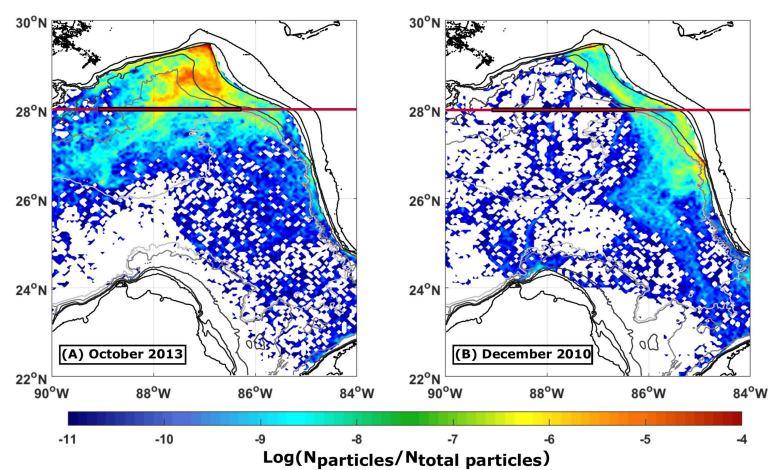 30°N
28°N
26°N
24°N
22°N
(A) October 2013
90°W 88°W 86°W 84°W
30°N
28°N
26°N
24°N
22°N
(B) December 2010
90°W 88°W 86°W 84°W
-11 -10 -9 -8 -7 -6 -5 -4
Log(Nparticles/Ntotal particles)